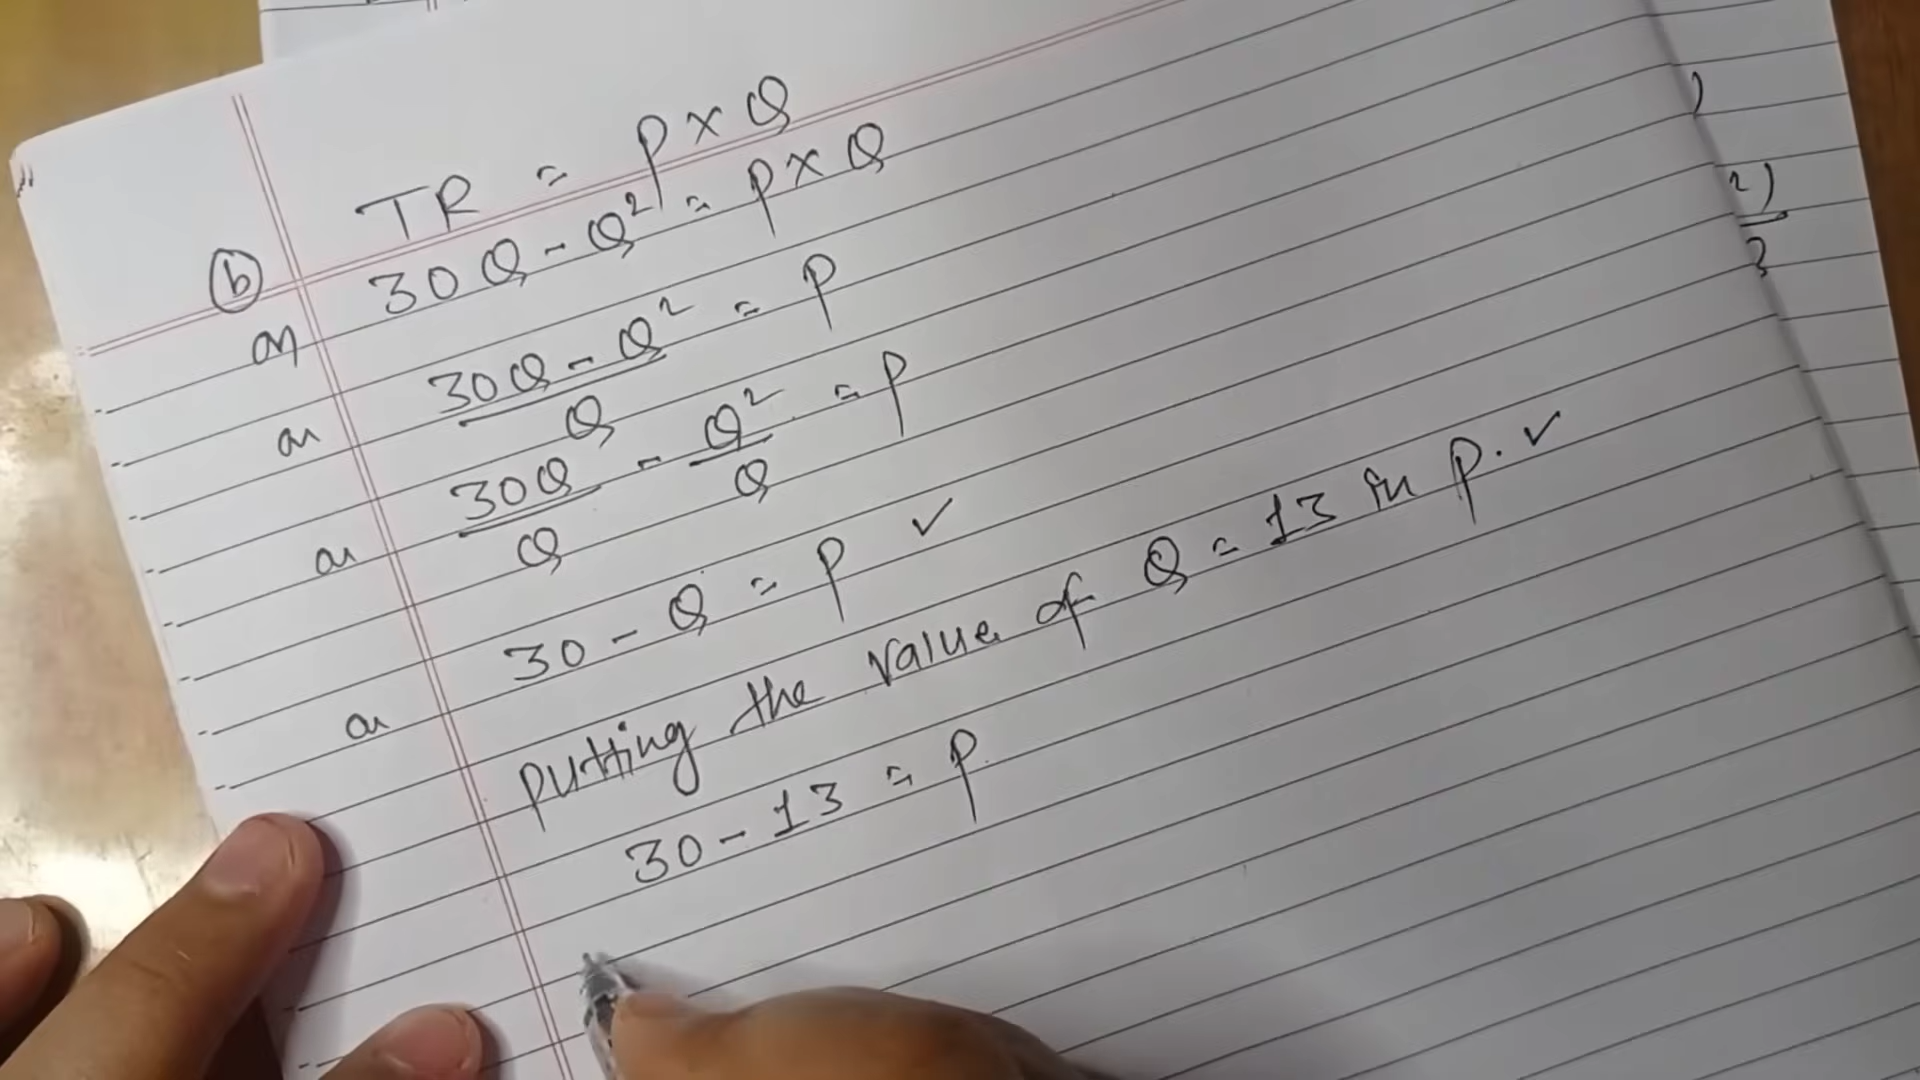 TR = P × Q
(b) 30Q - Q² = P × Q
or 30Q - Q² / Q = P
or 30Q / Q - Q² / Q = P
or 30 - Q = P ✓
or putting the value of Q = 13 in P. ✓
30 - 13 = P
2)